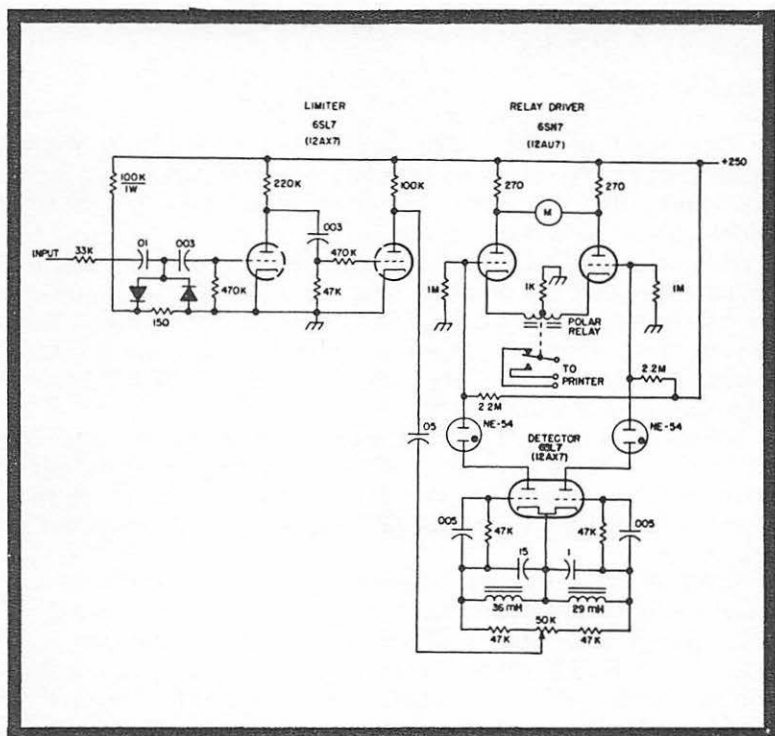 LIMITER
6SL7
(12AX7)
RELAY DRIVER
6SN7
(12AU7)
+250
100K
1W
220K
100K
270
270
M
INPUT
33K
.01
.003
.003
470K
470K
47K
150
1M
1K
1M
POLAR
RELAY
TO
PRINTER
2.2M
2.2M
.05
NE-54
NE-54
DETECTOR
6SL7
(12AX7)
.005
47K
47K
.005
.15
.1
36 mH
29 mH
47K
50K
47K